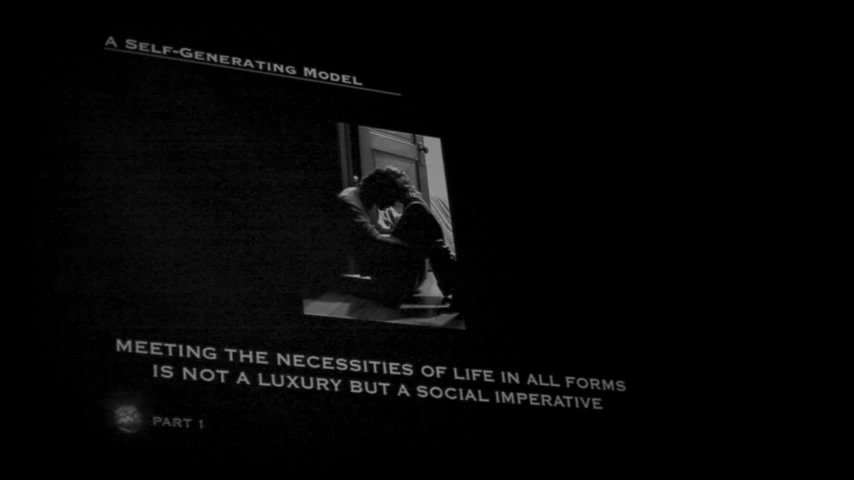 A Self-Generating Model
MEETING THE NECESSITIES OF LIFE IN ALL FORMS
IS NOT A LUXURY BUT A SOCIAL IMPERATIVE
PART 1